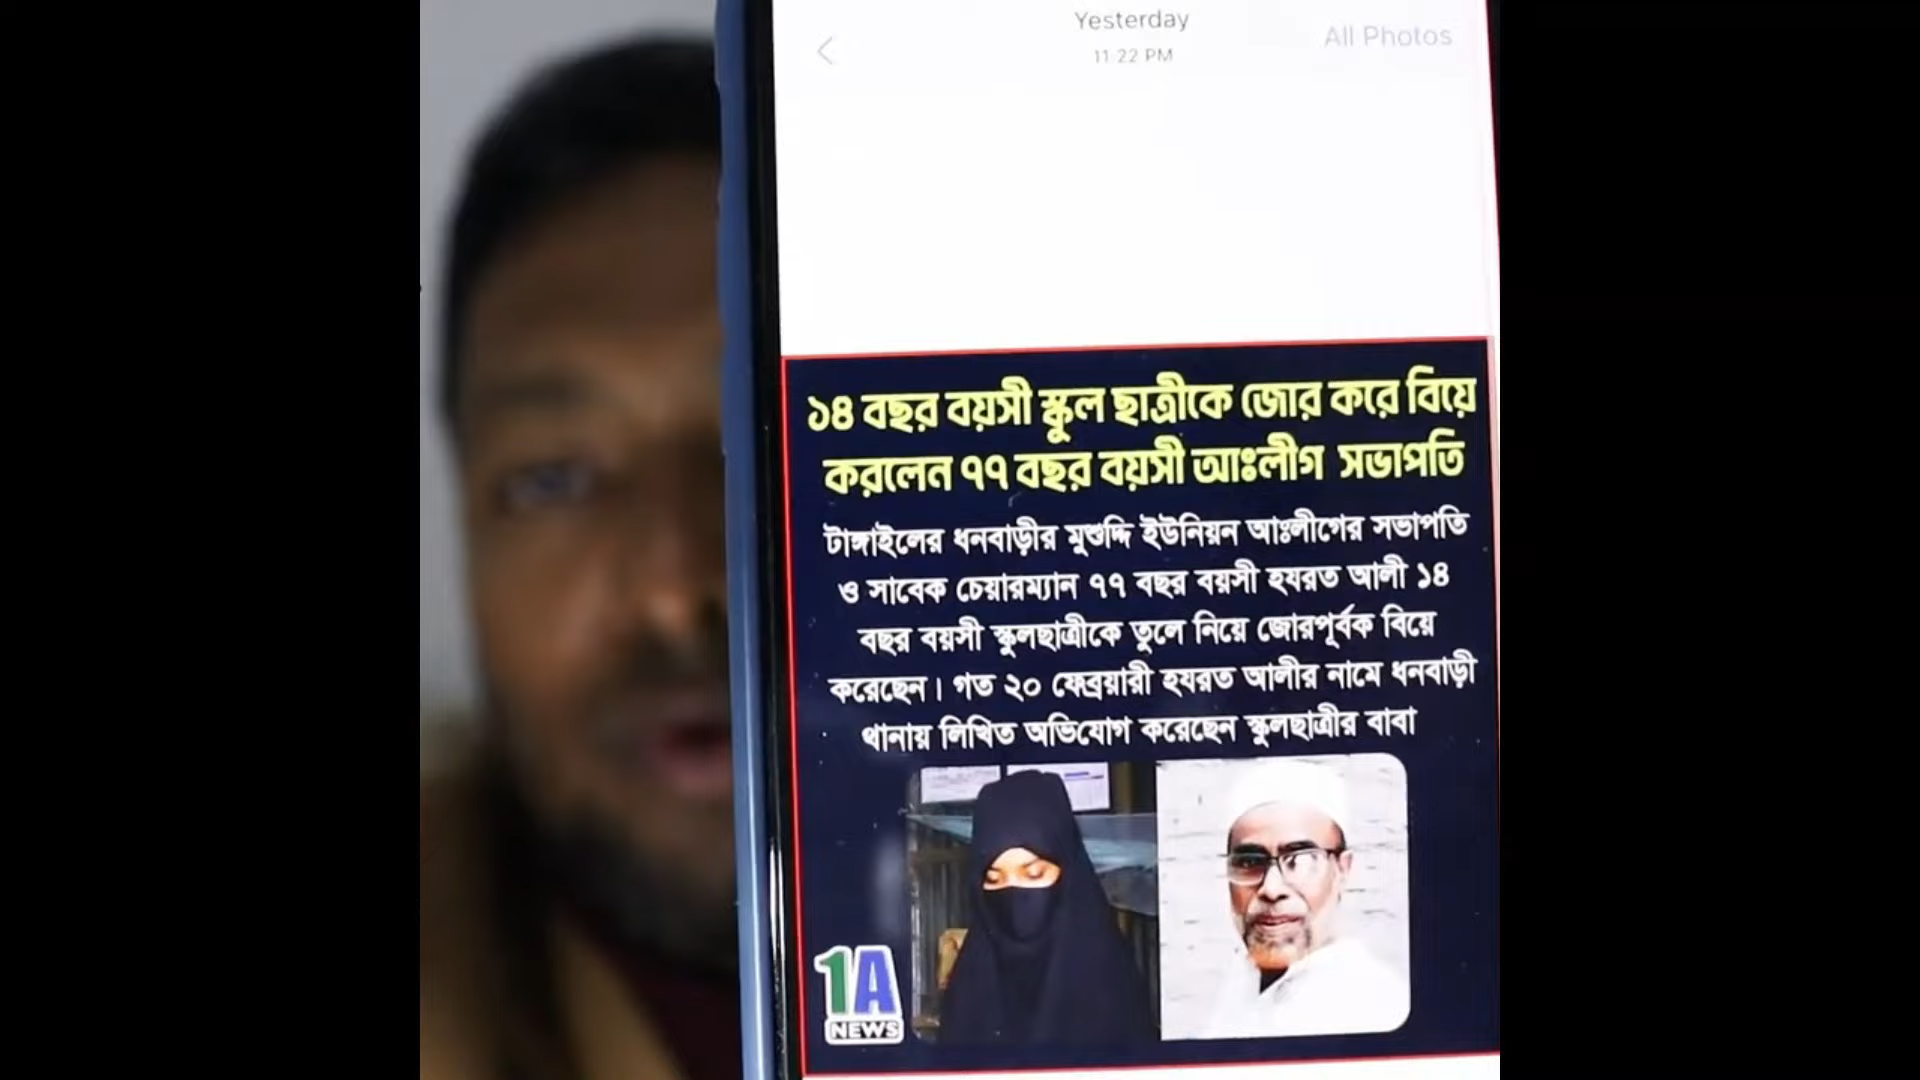 Yesterday
11:22 PM
All Photos
১৪ বছর বয়সী স্কুল ছাত্রীকে জোর করে বিয়ে
করলেন ৭৭ বছর বয়সী আঃলীগ সভাপতি
টাঙ্গাইলের ধনবাড়ীর মুশুদ্দি ইউনিয়ন আঃলীগের সভাপতি
ও সাবেক চেয়ারম্যান ৭৭ বছর বয়সী হযরত আলী ১৪
বছর বয়সী স্কুলছাত্রীকে তুলে নিয়ে জোরপূর্বক বিয়ে
করেছেন। গত ২০ ফেব্রয়ারী হযরত আলীর নামে ধনবাড়ী
থানায় লিখিত অভিযোগ করেছেন স্কুলছাত্রীর বাবা
1A
NEWS